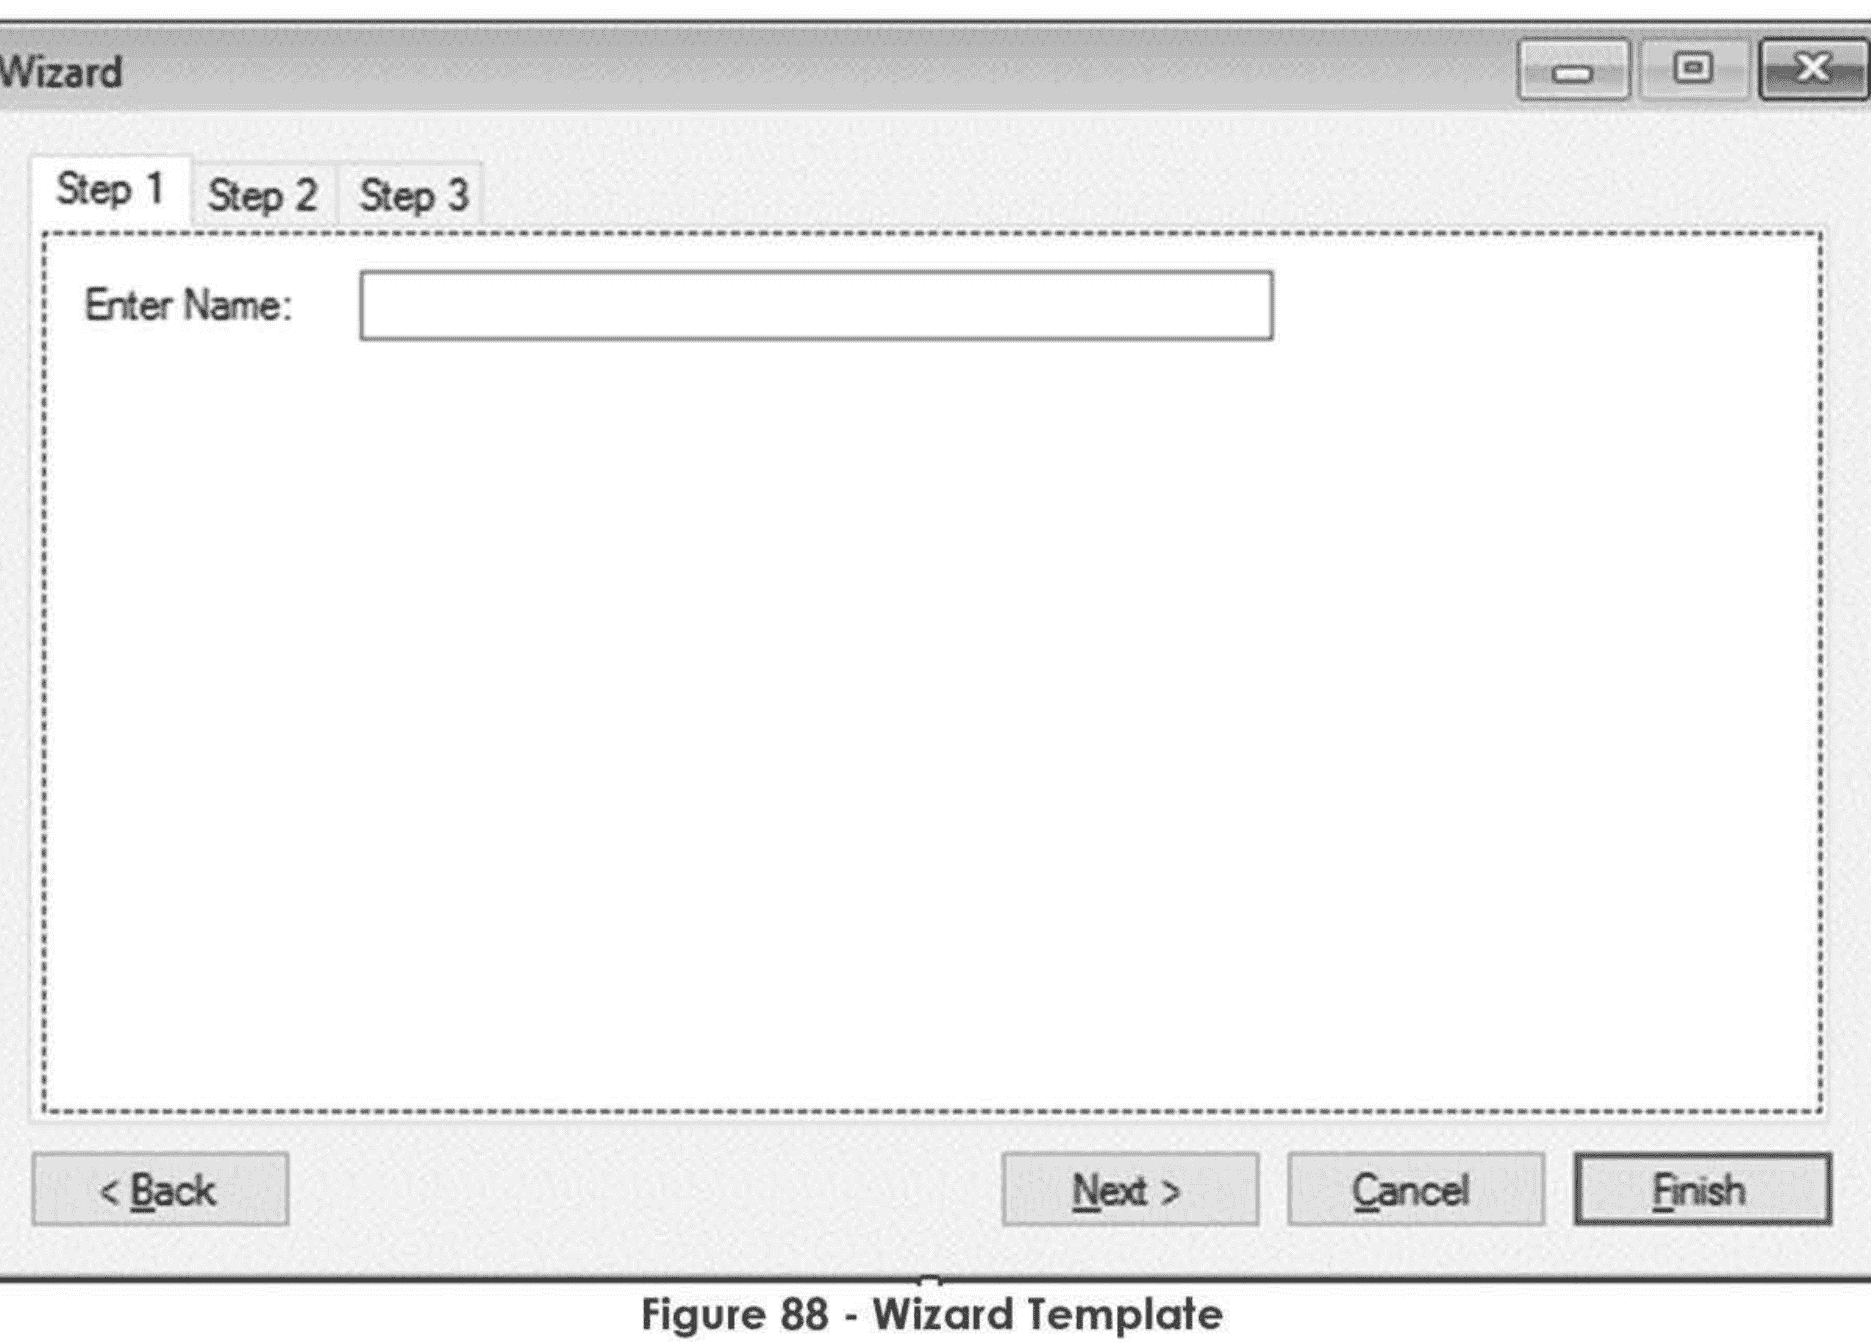 Wizard
Step 1 Step 2 Step 3
Enter Name:
< Back Next > Cancel Finish
Figure 88 - Wizard Template